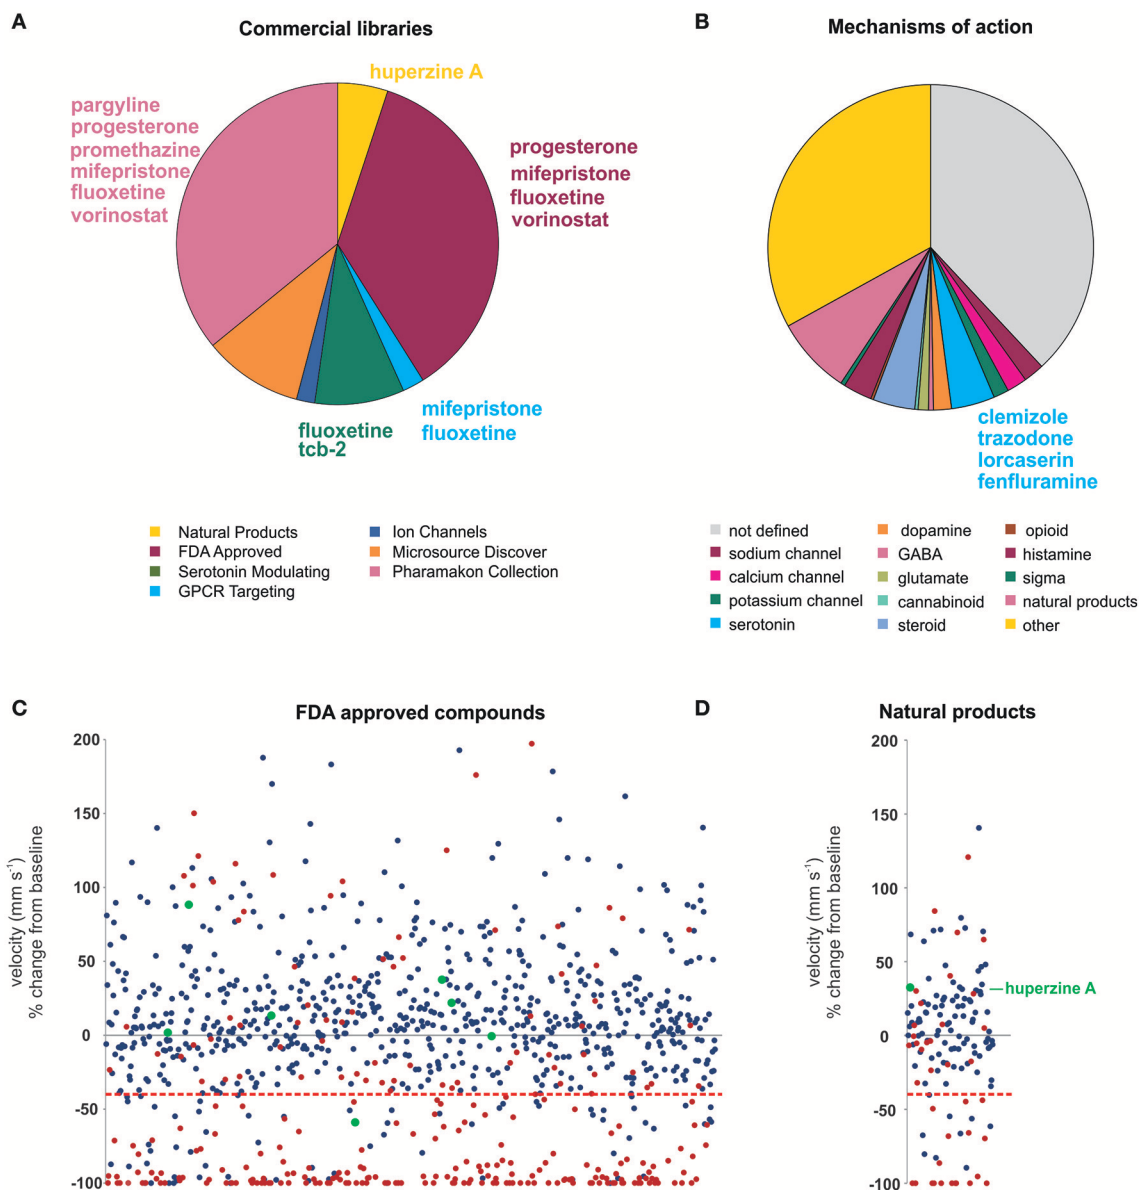 A
Commercial libraries
huperzine A
pargyline
progesterone
promethazine
mifepristone
fluoxetine
vorinostat
progesterone
mifepristone
fluoxetine
vorinostat
mifepristone
fluoxetine
fluoxetine
tcb-2
Natural Products
FDA Approved
Serotonin Modulating
GPCR Targeting
Ion Channels
Microsource Discover
Pharamakon Collection
B
Mechanisms of action
clemizole
trazodone
lorcaserin
fenfluramine
not defined
sodium channel
calcium channel
potassium channel
serotonin
dopamine
GABA
glutamate
cannabinoid
steroid
opioid
histamine
sigma
natural products
other
C
FDA approved compounds
velocity (mm s⁻¹)
% change from baseline
200
150
100
50
0
-50
-100
D
Natural products
velocity (mm s⁻¹)
% change from baseline
200
150
100
50
0
-50
-100
huperzine A